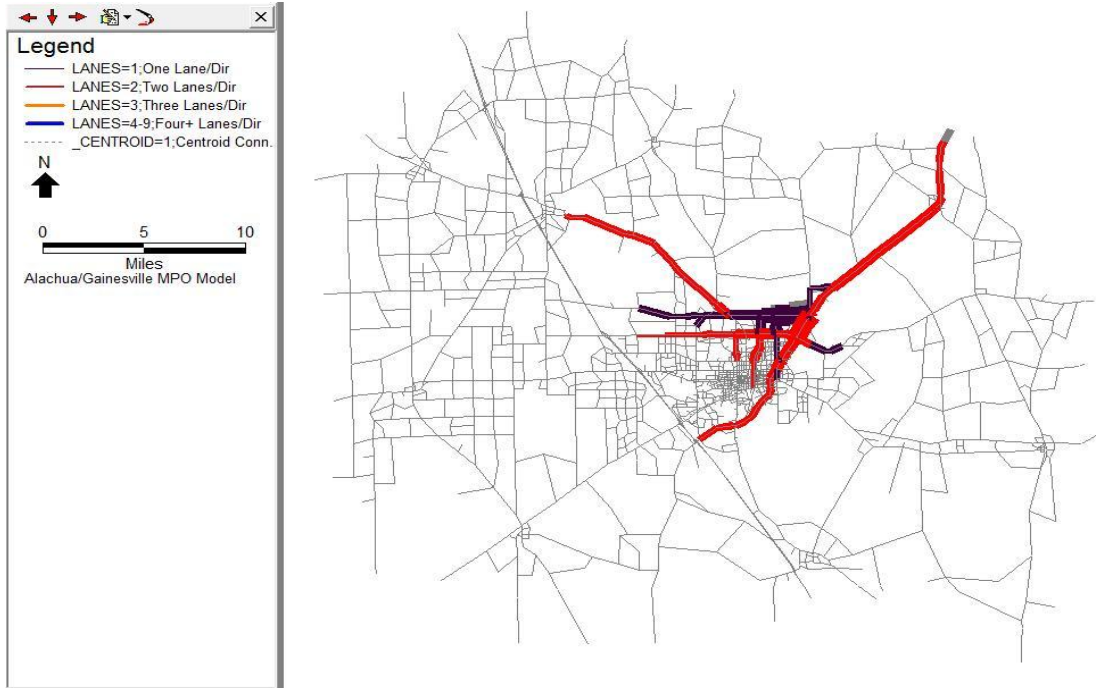 Legend
LANES=1;One Lane/Dir
LANES=2;Two Lanes/Dir
LANES=3;Three Lanes/Dir
LANES=4-9;Four+ Lanes/Dir
_CENTROID=1;Centroid Conn.
N
0 5 10
Miles
Alachua/Gainesville MPO Model